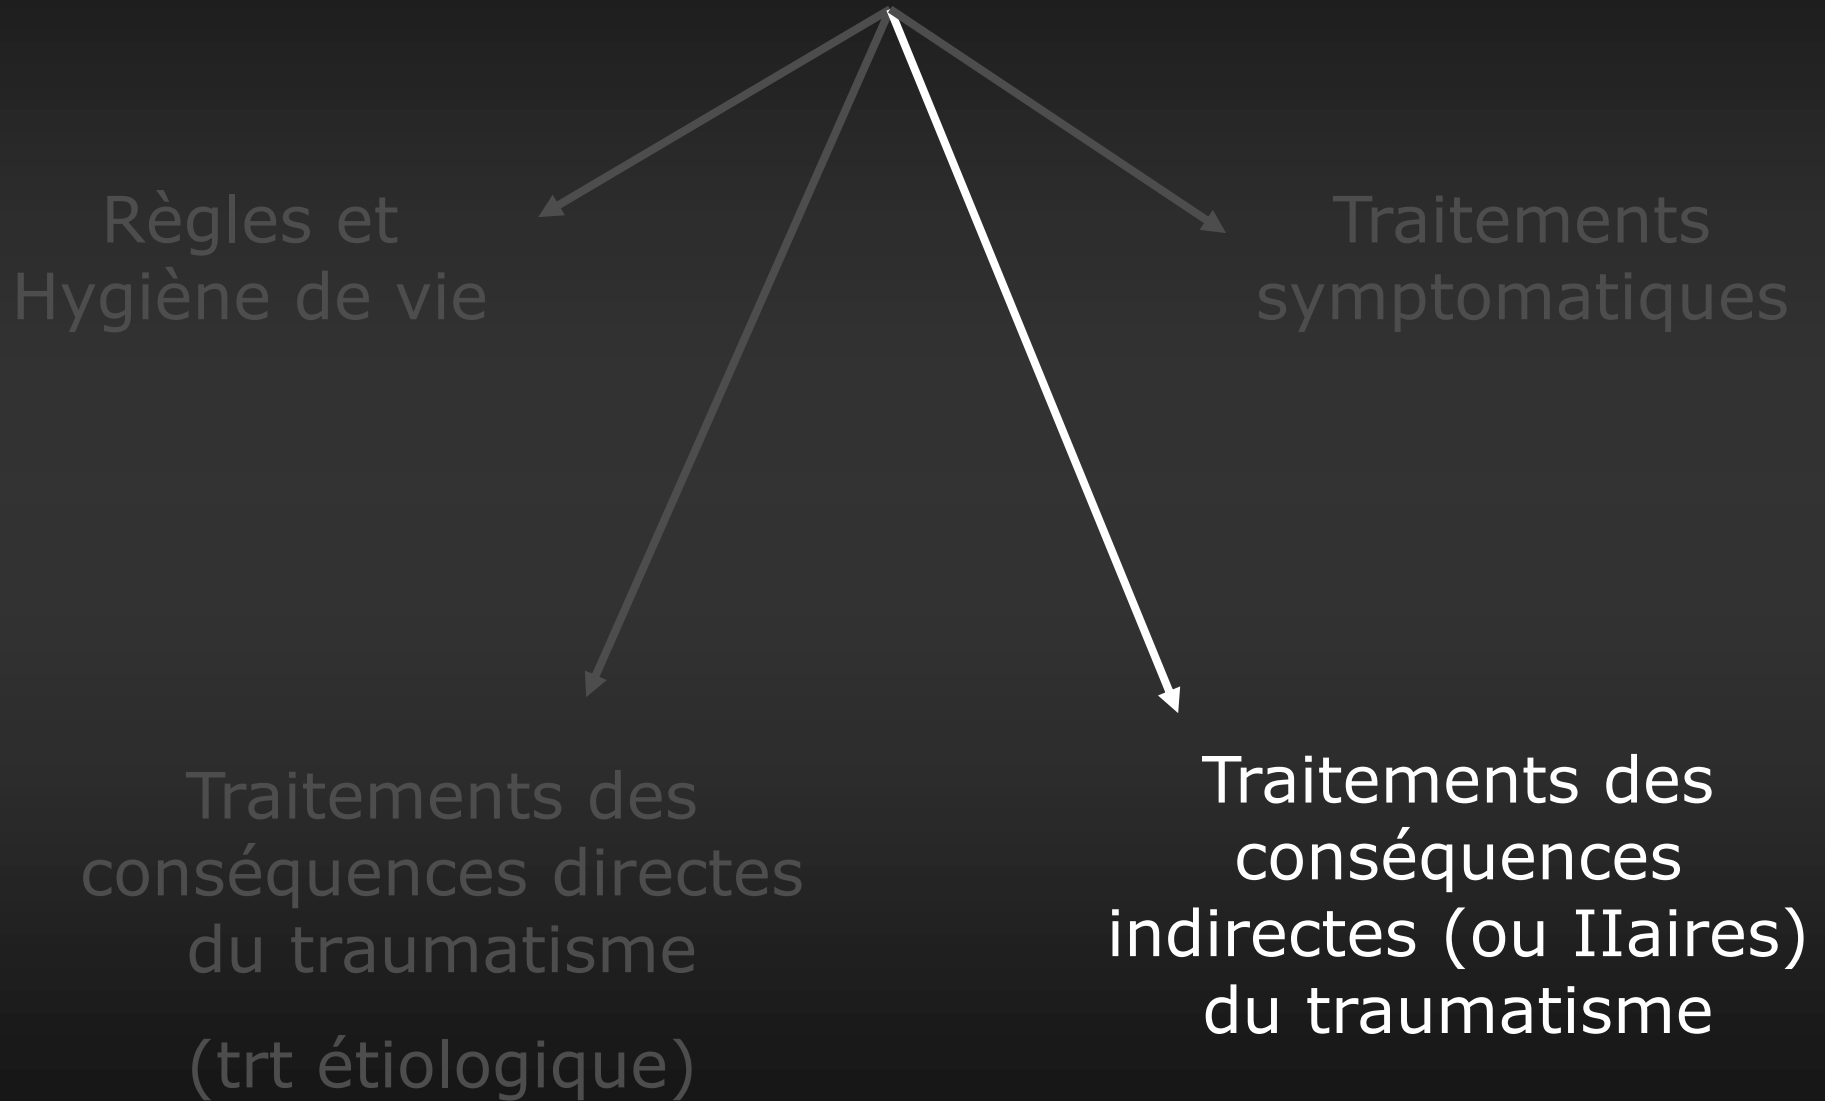 Règles et
Hygiène de vie
Traitements
symptomatiques
Traitements des
conséquences directes
du traumatisme
(trt étiologique)
Traitements des
conséquences
indirectes (ou IIaires)
du traumatisme